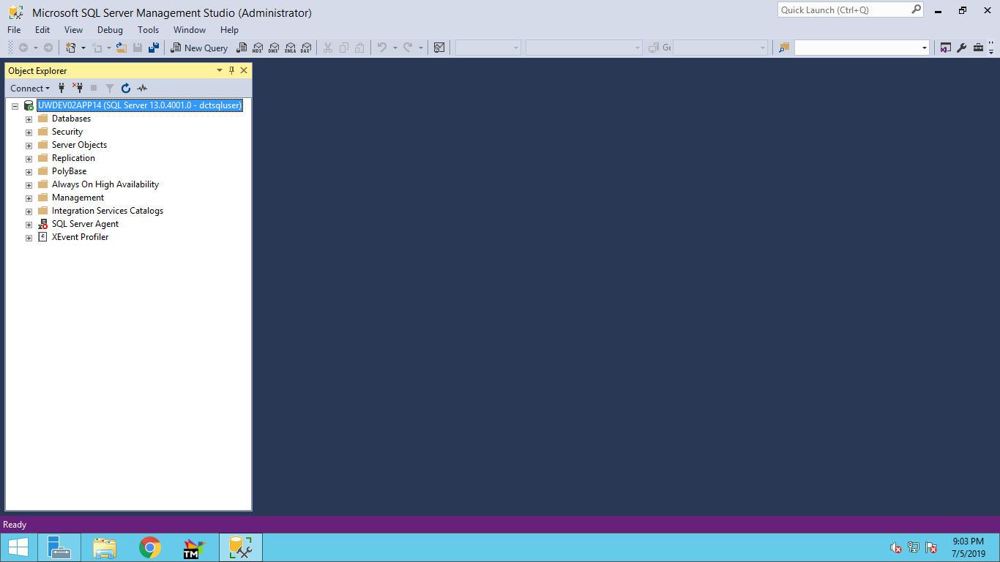 Microsoft SQL Server Management Studio (Administrator)
Quick Launch (Ctrl+Q)
File Edit View Debug Tools Window Help
New Query MDX DMX XMLA DAX Ge
Object Explorer
Connect
UWDEV02APP14 (SQL Server 13.0.4001.0 - dctsqluser)
Databases
Security
Server Objects
Replication
PolyBase
Always On High Availability
Management
Integration Services Catalogs
SQL Server Agent
XEvent Profiler
Ready
TM
9:03 PM
7/5/2019